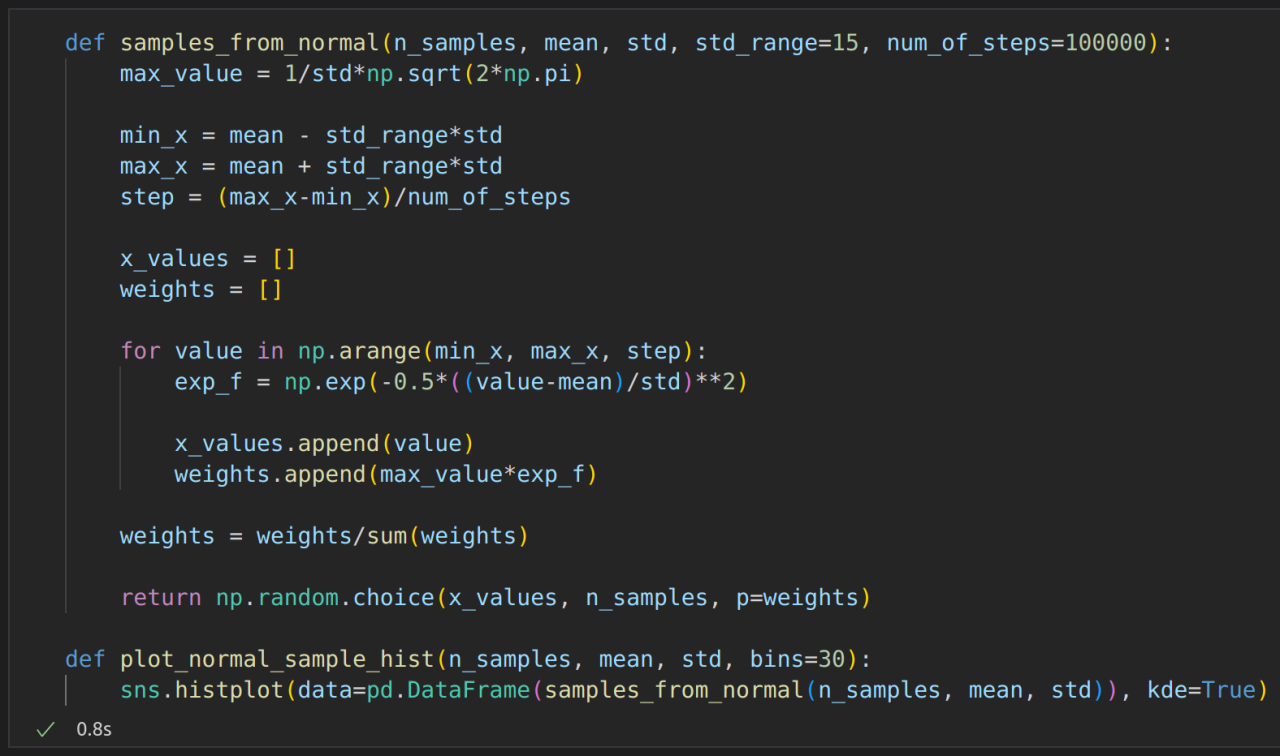 def samples_from_normal(n_samples, mean, std, std_range=15, num_of_steps=100000):
    max_value = 1/std*np.sqrt(2*np.pi)

    min_x = mean - std_range*std
    max_x = mean + std_range*std
    step = (max_x-min_x)/num_of_steps

    x_values = []
    weights = []

    for value in np.arange(min_x, max_x, step):
        exp_f = np.exp(-0.5*((value-mean)/std)**2)

        x_values.append(value)
        weights.append(max_value*exp_f)

    weights = weights/sum(weights)

    return np.random.choice(x_values, n_samples, p=weights)

def plot_normal_sample_hist(n_samples, mean, std, bins=30):
    sns.histplot(data=pd.DataFrame(samples_from_normal(n_samples, mean, std)), kde=True)
✓ 0.8s